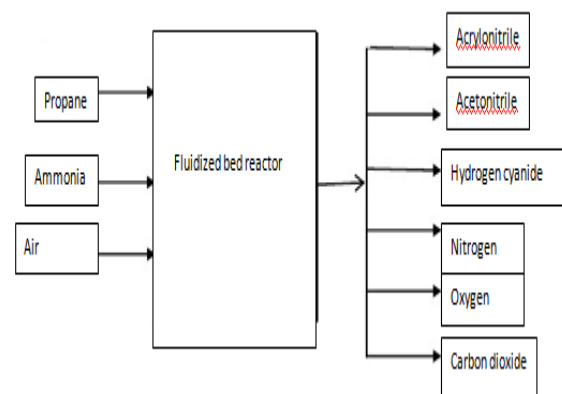 Propane
Ammonia
Air
Fluidized bed reactor
Acrylonitrile
Acetonitrile
Hydrogen cyanide
Nitrogen
Oxygen
Carbon dioxide